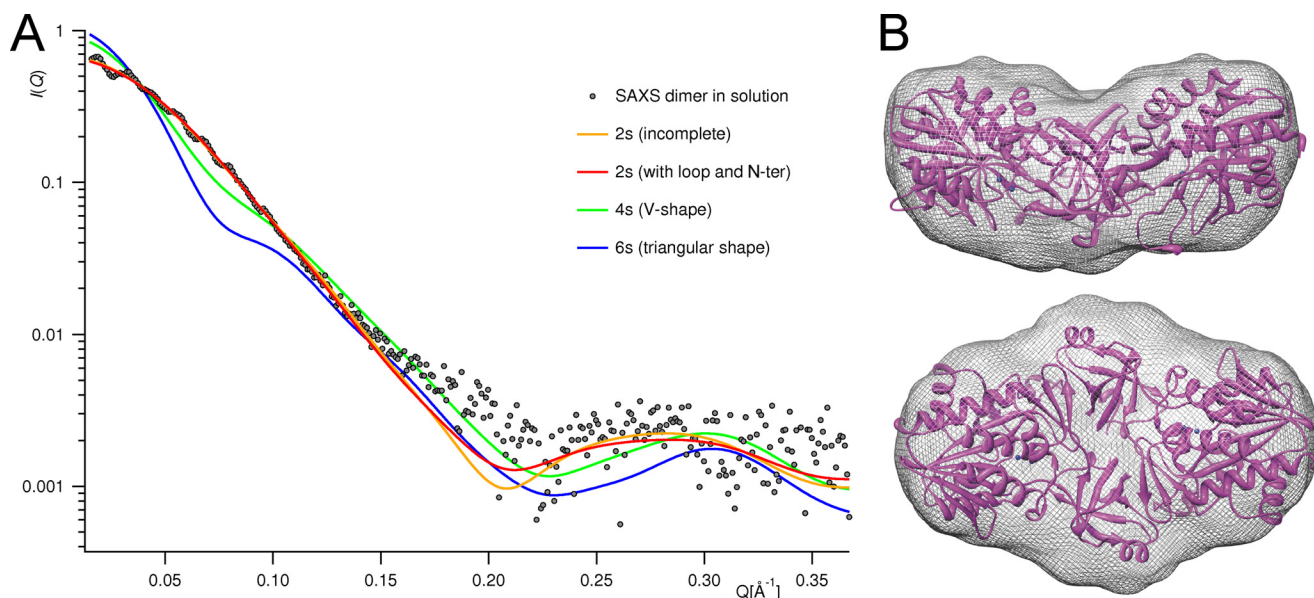 A
B
1
0.1
0.01
0.001
I(Q)
SAXS dimer in solution
2s (incomplete)
2s (with loop and N-ter)
4s (V-shape)
6s (triangular shape)
0.05 0.10 0.15 0.20 0.25 0.30 0.35
Q[Å⁻¹]